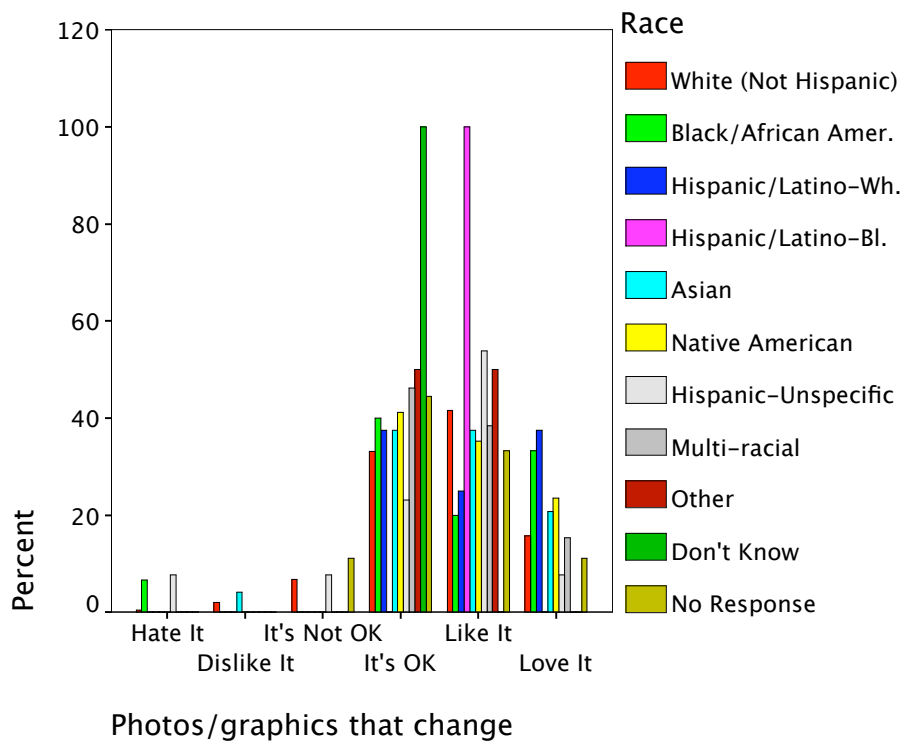 Race
White (Not Hispanic)
Black/African Amer.
Hispanic/Latino-Wh.
Hispanic/Latino-Bl.
Asian
Native American
Hispanic-Unspecific
Multi-racial
Other
Don't Know
No Response
120
100
80
60
40
20
0
Percent
Hate It
Dislike It
It's Not OK
It's OK
Like It
Love It
Photos/graphics that change